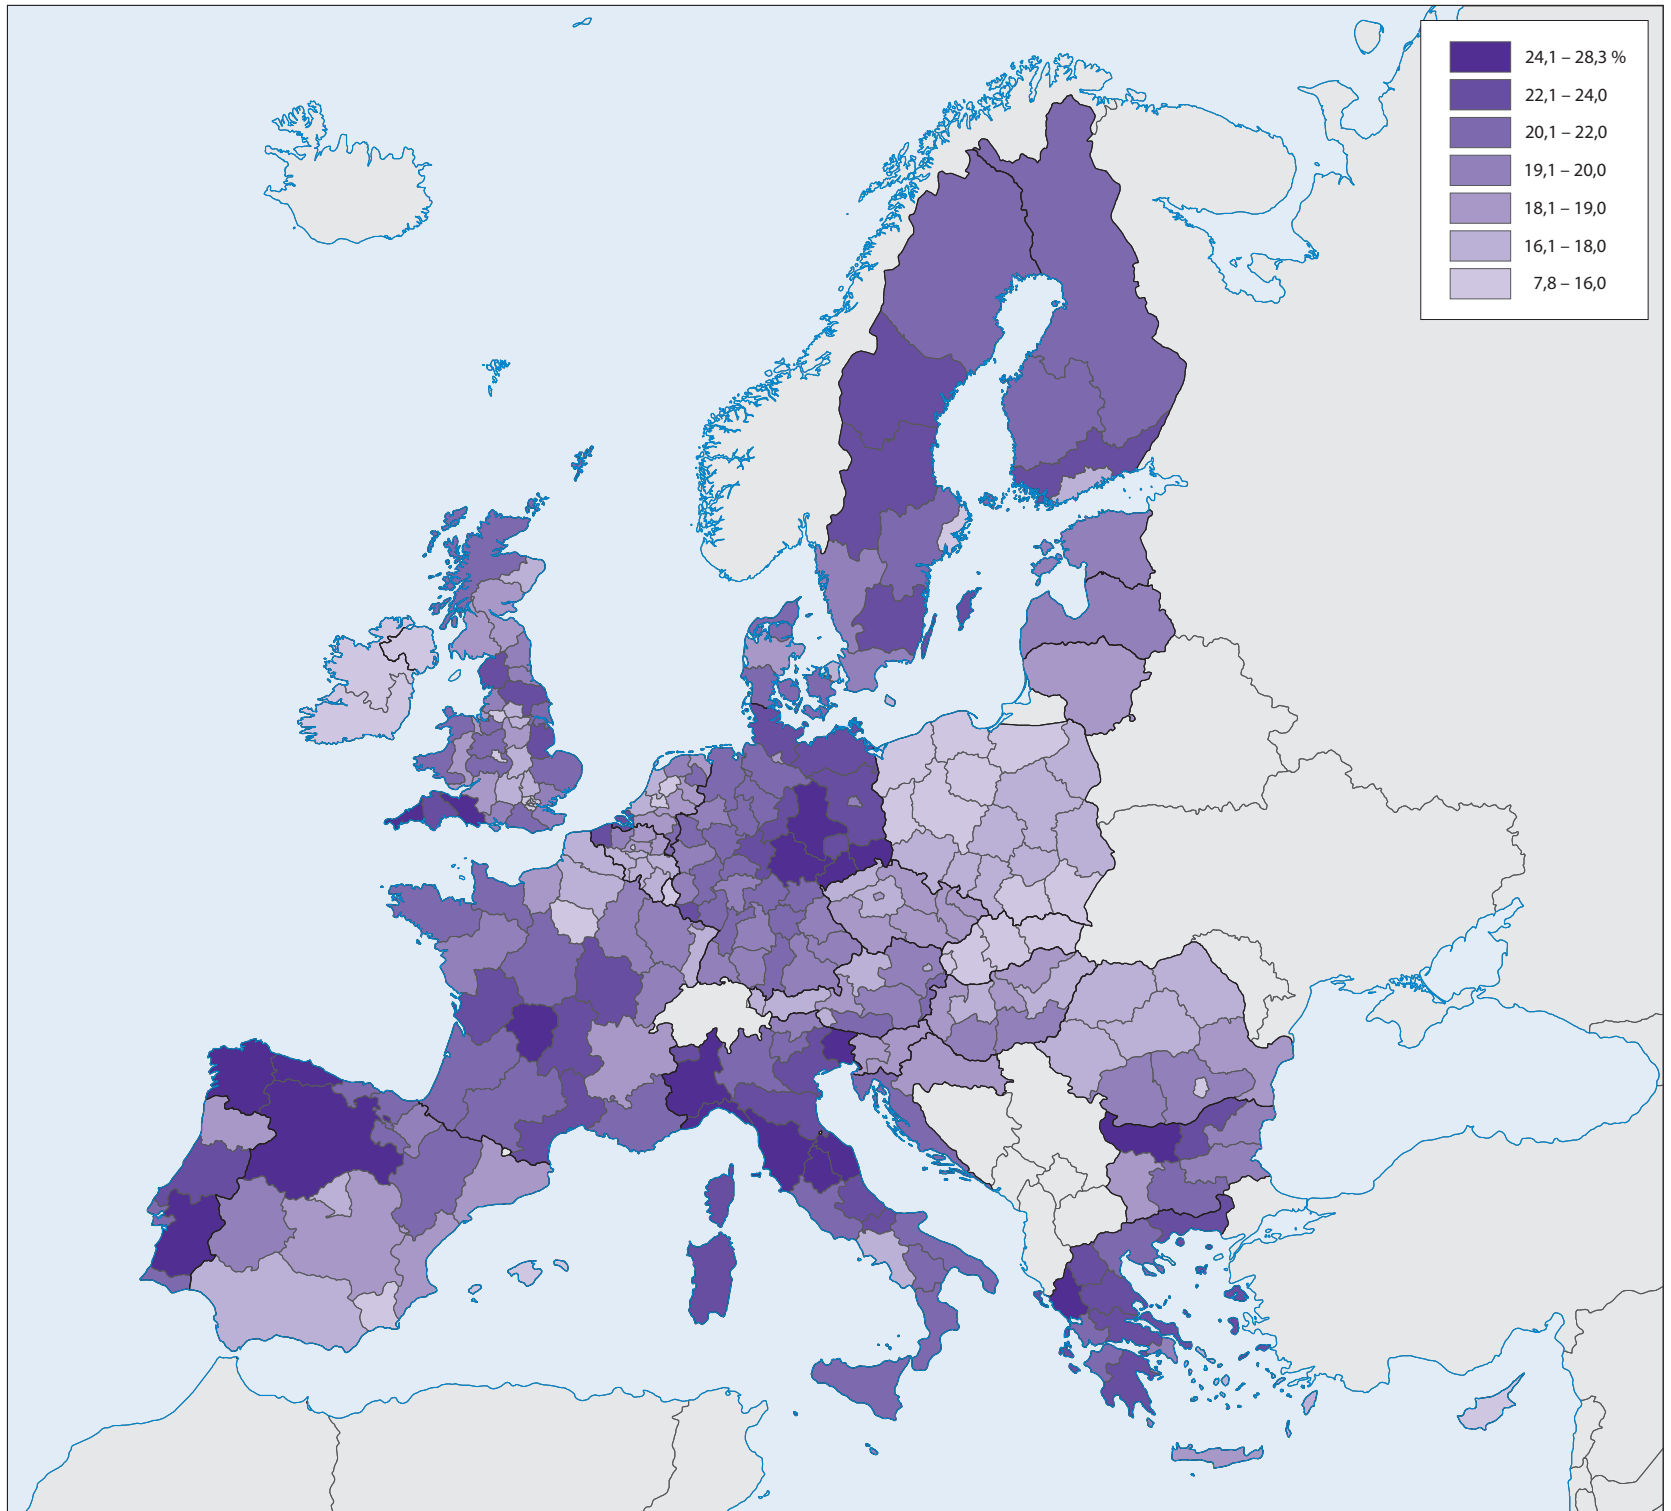 24,1 – 28,3 %
22,1 – 24,0
20,1 – 22,0
19,1 – 20,0
18,1 – 19,0
16,1 – 18,0
7,8 – 16,0